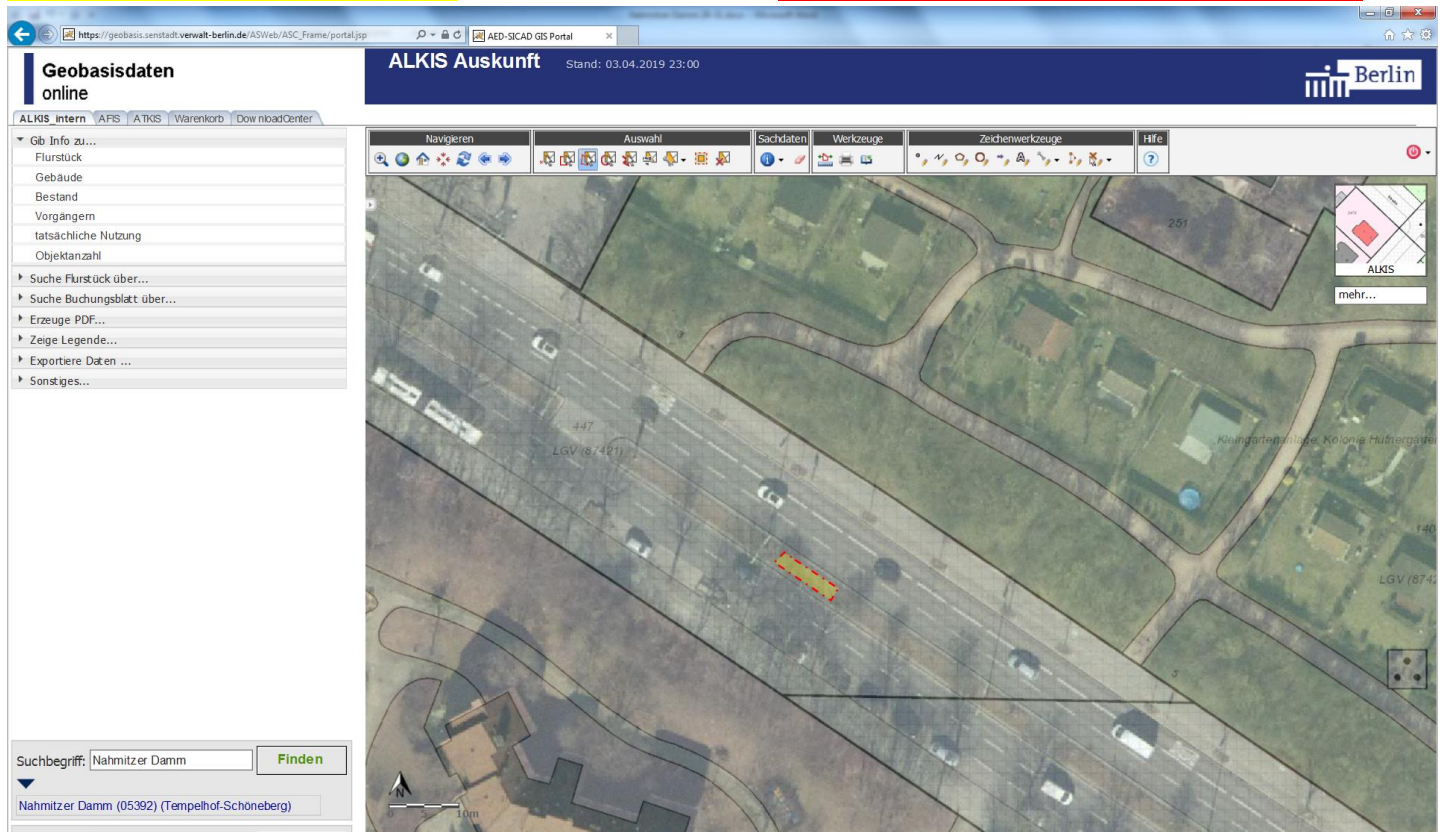 https://geobasis.senstadt.verwalt-berlin.de/ASWeb/ASC_Frame/portal.jsp
AED-SICAD GIS Portal
Geobasisdaten
online
ALKIS Auskunft
Stand: 03.04.2019 23:00
Berlin
ALKIS_intern AFIS ATKIS Warenkorb DownloadCenter
Gib Info zu...
Flurstück
Gebäude
Bestand
Vorgängern
tatsächliche Nutzung
Objektanzahl
Suche Flurstück über...
Suche Buchungsblatt über...
Erzeuge PDF...
Zeige Legende...
Exportiere Daten ...
Sonstiges...
Navigieren
Auswahl
Sachdaten
Werkzeuge
Zeichenwerkzeuge
Hilfe
251
ALKIS
mehr...
447
LGV (87421)
Kleingartenanlage, Kolonie
LGV (8742
5
N
0 5 10m
Suchbegriff: Nahmitzer Damm Finden
Nahmitzer Damm (05392) (Tempelhof-Schöneberg)